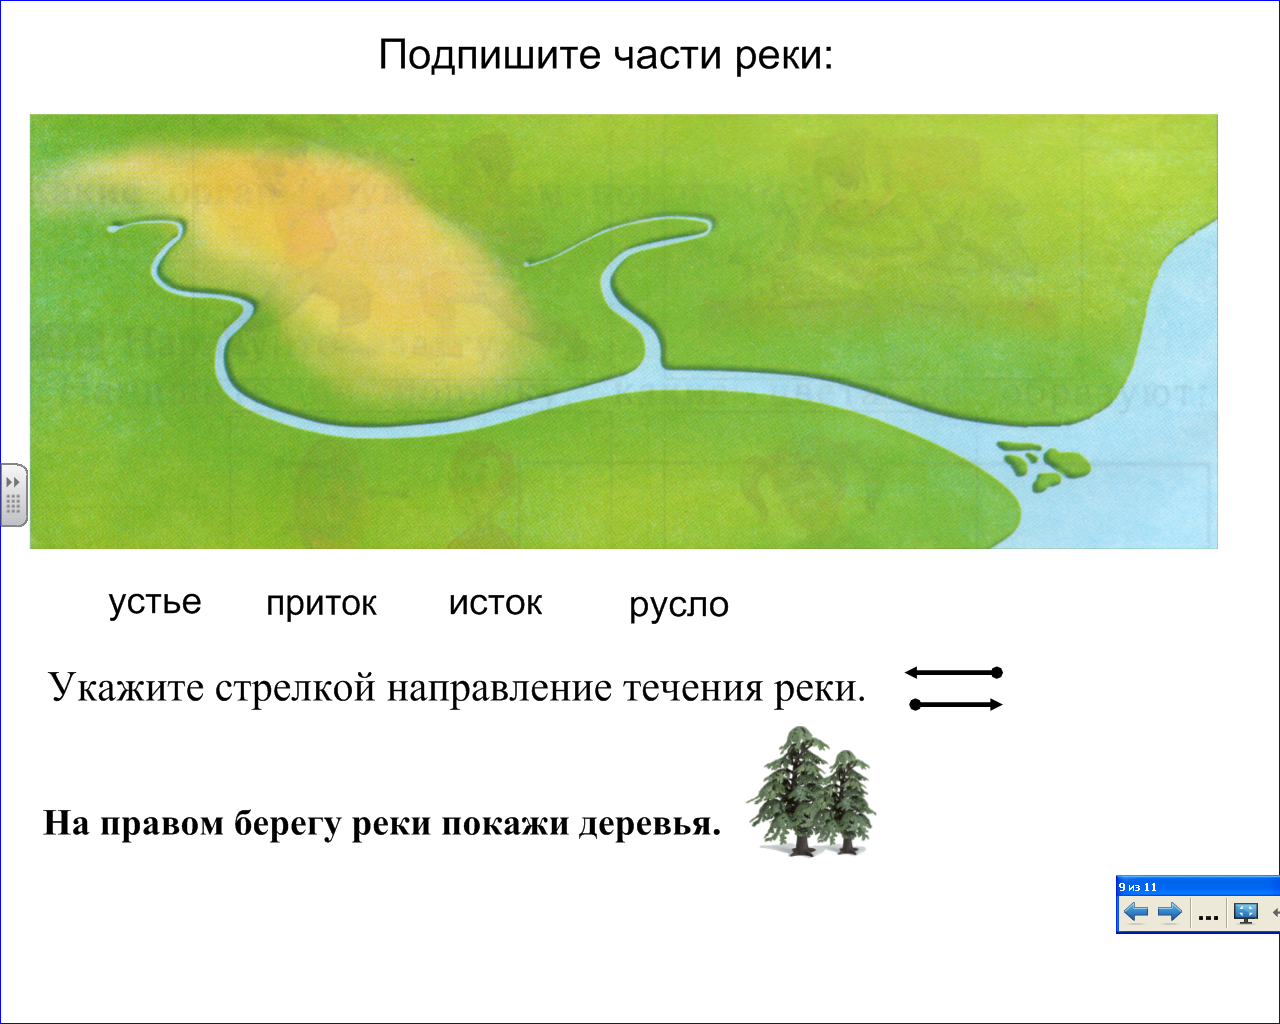 Подпишите части реки:
устье приток исток русло
Укажите стрелкой направление течения реки.
На правом берегу реки покажи деревья.
9 из 11
...